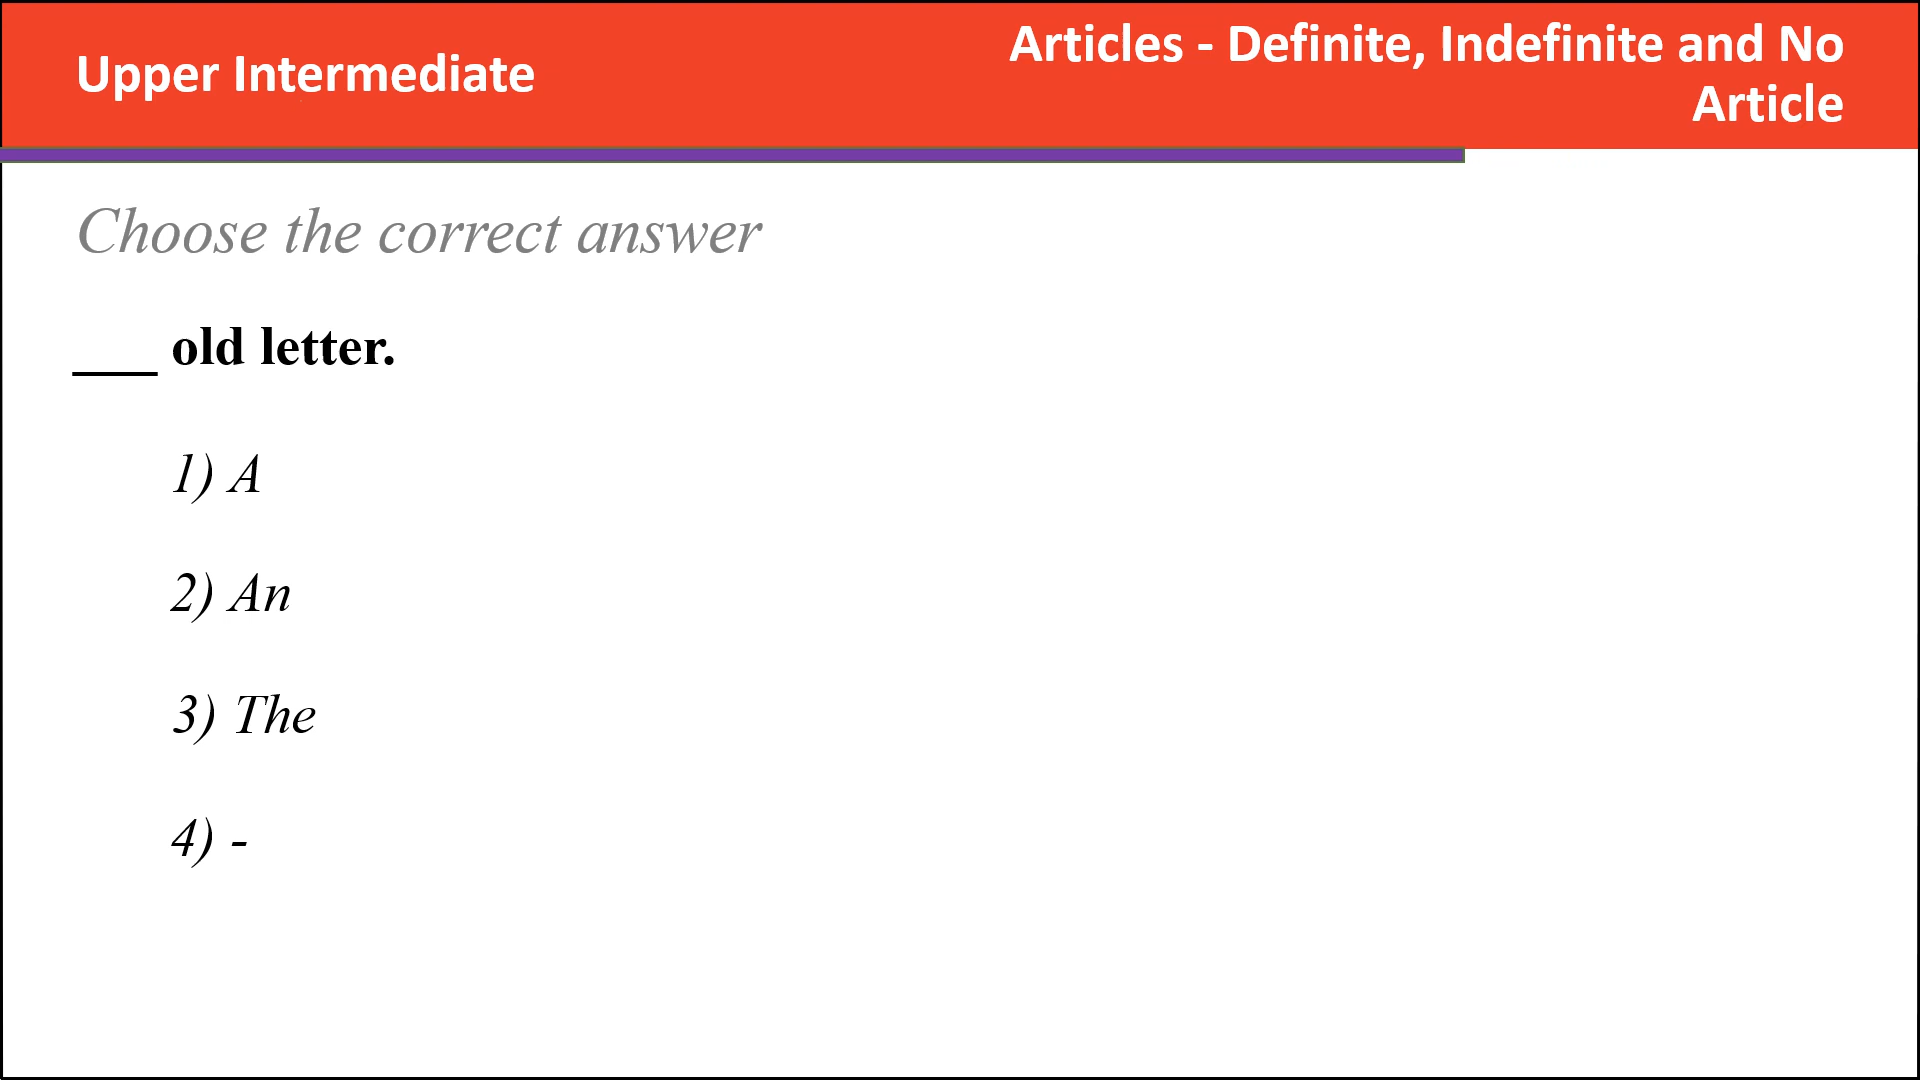 Upper Intermediate
Articles - Definite, Indefinite and No
Article
Choose the correct answer
___ old letter.
1) A
2) An
3) The
4) -